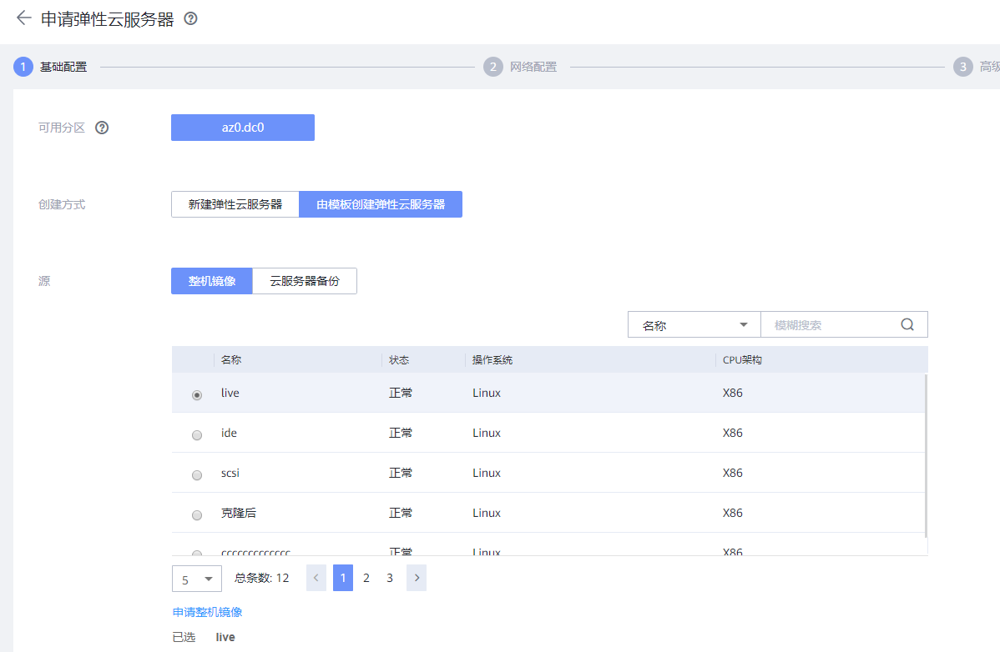 申请弹性云服务器
1 基础配置 2 网络配置 3 高级
可用分区 az0.dc0
创建方式 新建弹性云服务器 由模板创建弹性云服务器
源 整机镜像 云服务器备份
名称 模糊搜索
名称 状态 操作系统 CPU架构
live 正常 Linux X86
ide 正常 Linux X86
scsi 正常 Linux X86
克隆后 正常 Linux X86
ccccccccccccc 正常 Linux X86
5 总条数: 12 < 1 2 3 >
申请整机镜像
已选 live